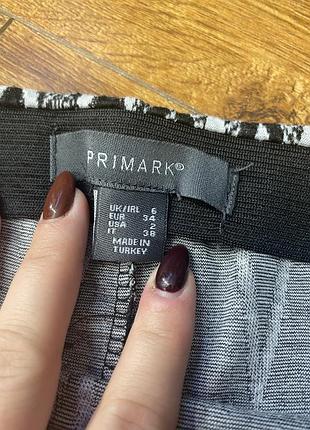 PRIMARK®
UK/IRL 6
EUR 34
USA 2
IT 38
MADE IN
TURKEY